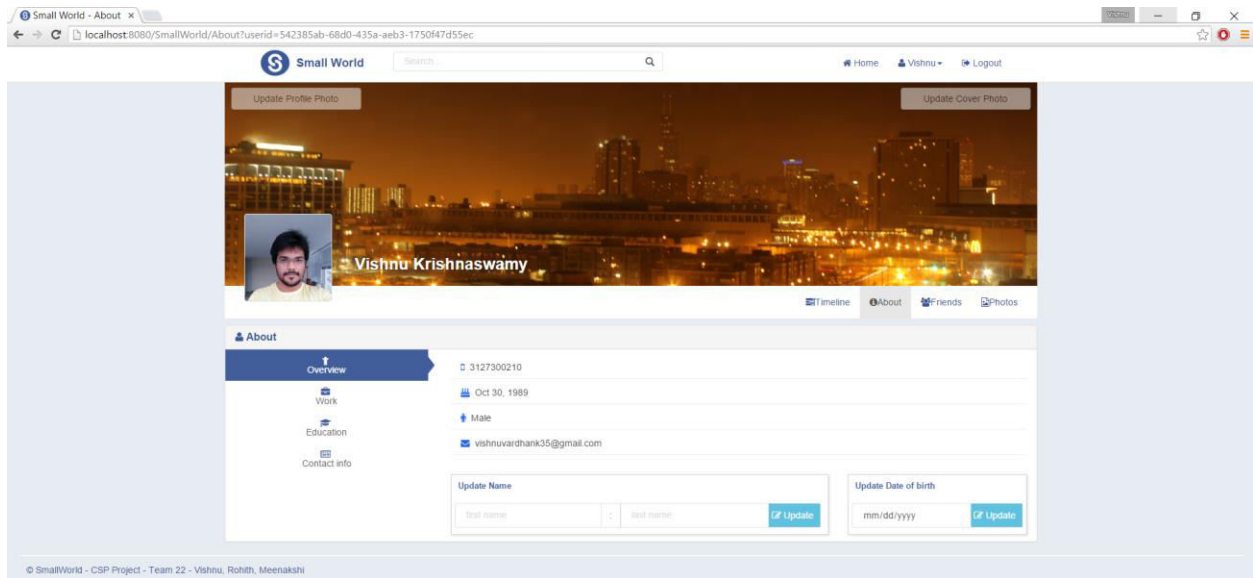 Small World - About
Vishnu
localhost:8080/SmallWorld/About?userid=542385ab-68d0-435a-aeb3-1750f47d55ec
S Small World Search... Home Vishnu Logout
Update Profile Photo Update Cover Photo
Vishnu Krishnaswamy
Timeline About Friends Photos
About
Overview
Work
Education
Contact info
3127300210
Oct 30, 1989
Male
vishnuvardhank35@gmail.com
Update Name
first name : last name Update
Update Date of birth
mm/dd/yyyy Update
© SmallWorld - CSP Project - Team 22 - Vishnu, Rohith, Meenakshi